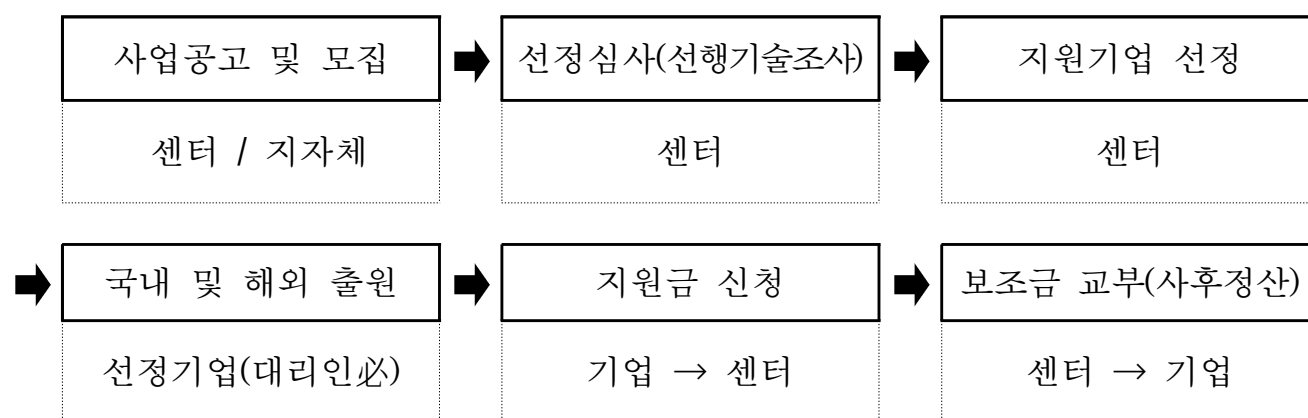 사업공고 및 모집 ➡ 선정심사(선행기술조사) ➡ 지원기업 선정
센터 / 지자체 센터 센터
➡ 국내 및 해외 출원 ➡ 지원금 신청 ➡ 보조금 교부(사후정산)
선정기업(대리인必) 기업 → 센터 센터 → 기업